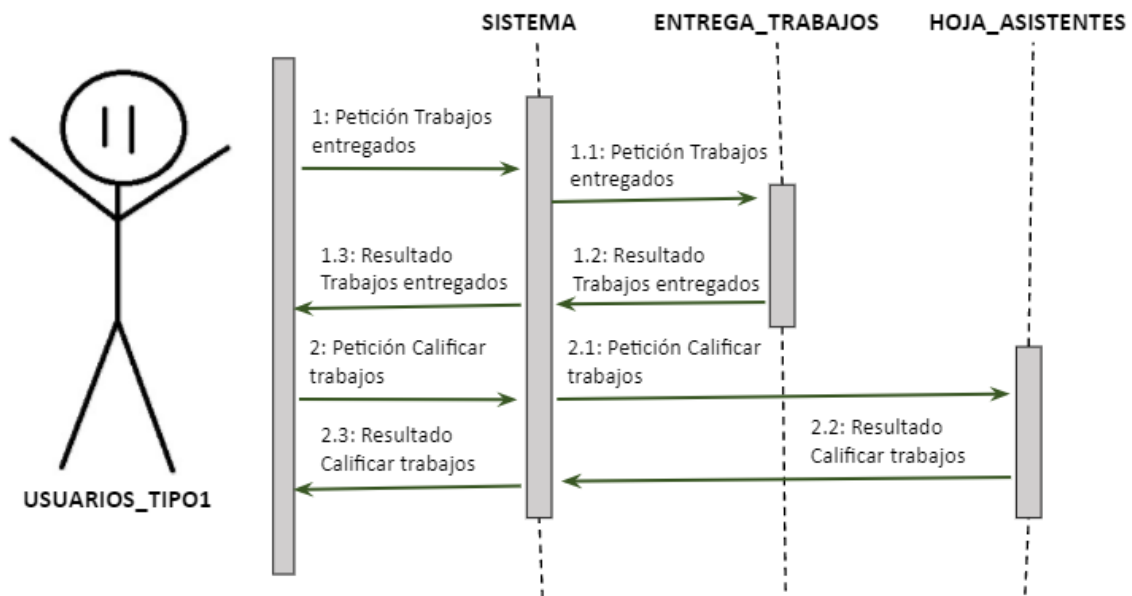 SISTEMA
ENTREGA_TRABAJOS
HOJA_ASISTENTES
1: Petición Trabajos
entregados
1.1: Petición Trabajos
entregados
1.3: Resultado
Trabajos entregados
1.2: Resultado
Trabajos entregados
2: Petición Calificar
trabajos
2.1: Petición Calificar
trabajos
2.3: Resultado
Calificar trabajos
2.2: Resultado
Calificar trabajos
USUARIOS_TIPO1